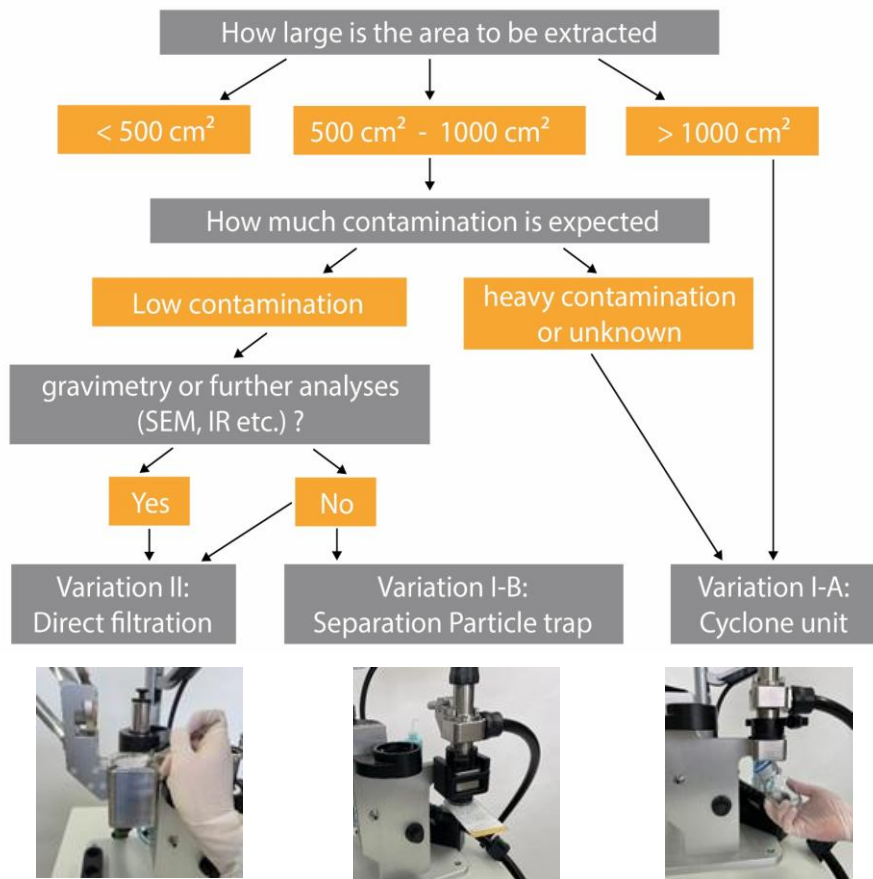 How large is the area to be extracted
< 500 cm²
500 cm² - 1000 cm²
> 1000 cm²
How much contamination is expected
Low contamination
heavy contamination
or unknown
gravimetry or further analyses
(SEM, IR etc.) ?
Yes
No
Variation II:
Direct filtration
Variation I-B:
Separation Particle trap
Variation I-A:
Cyclone unit